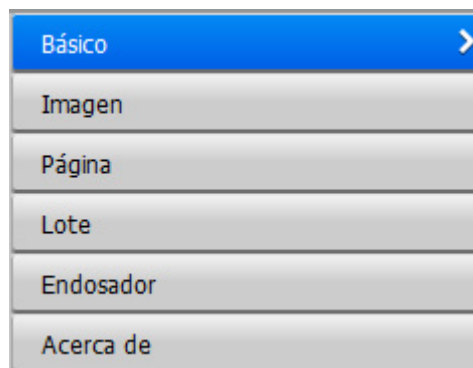 Básico
Imagen
Página
Lote
Endosador
Acerca de